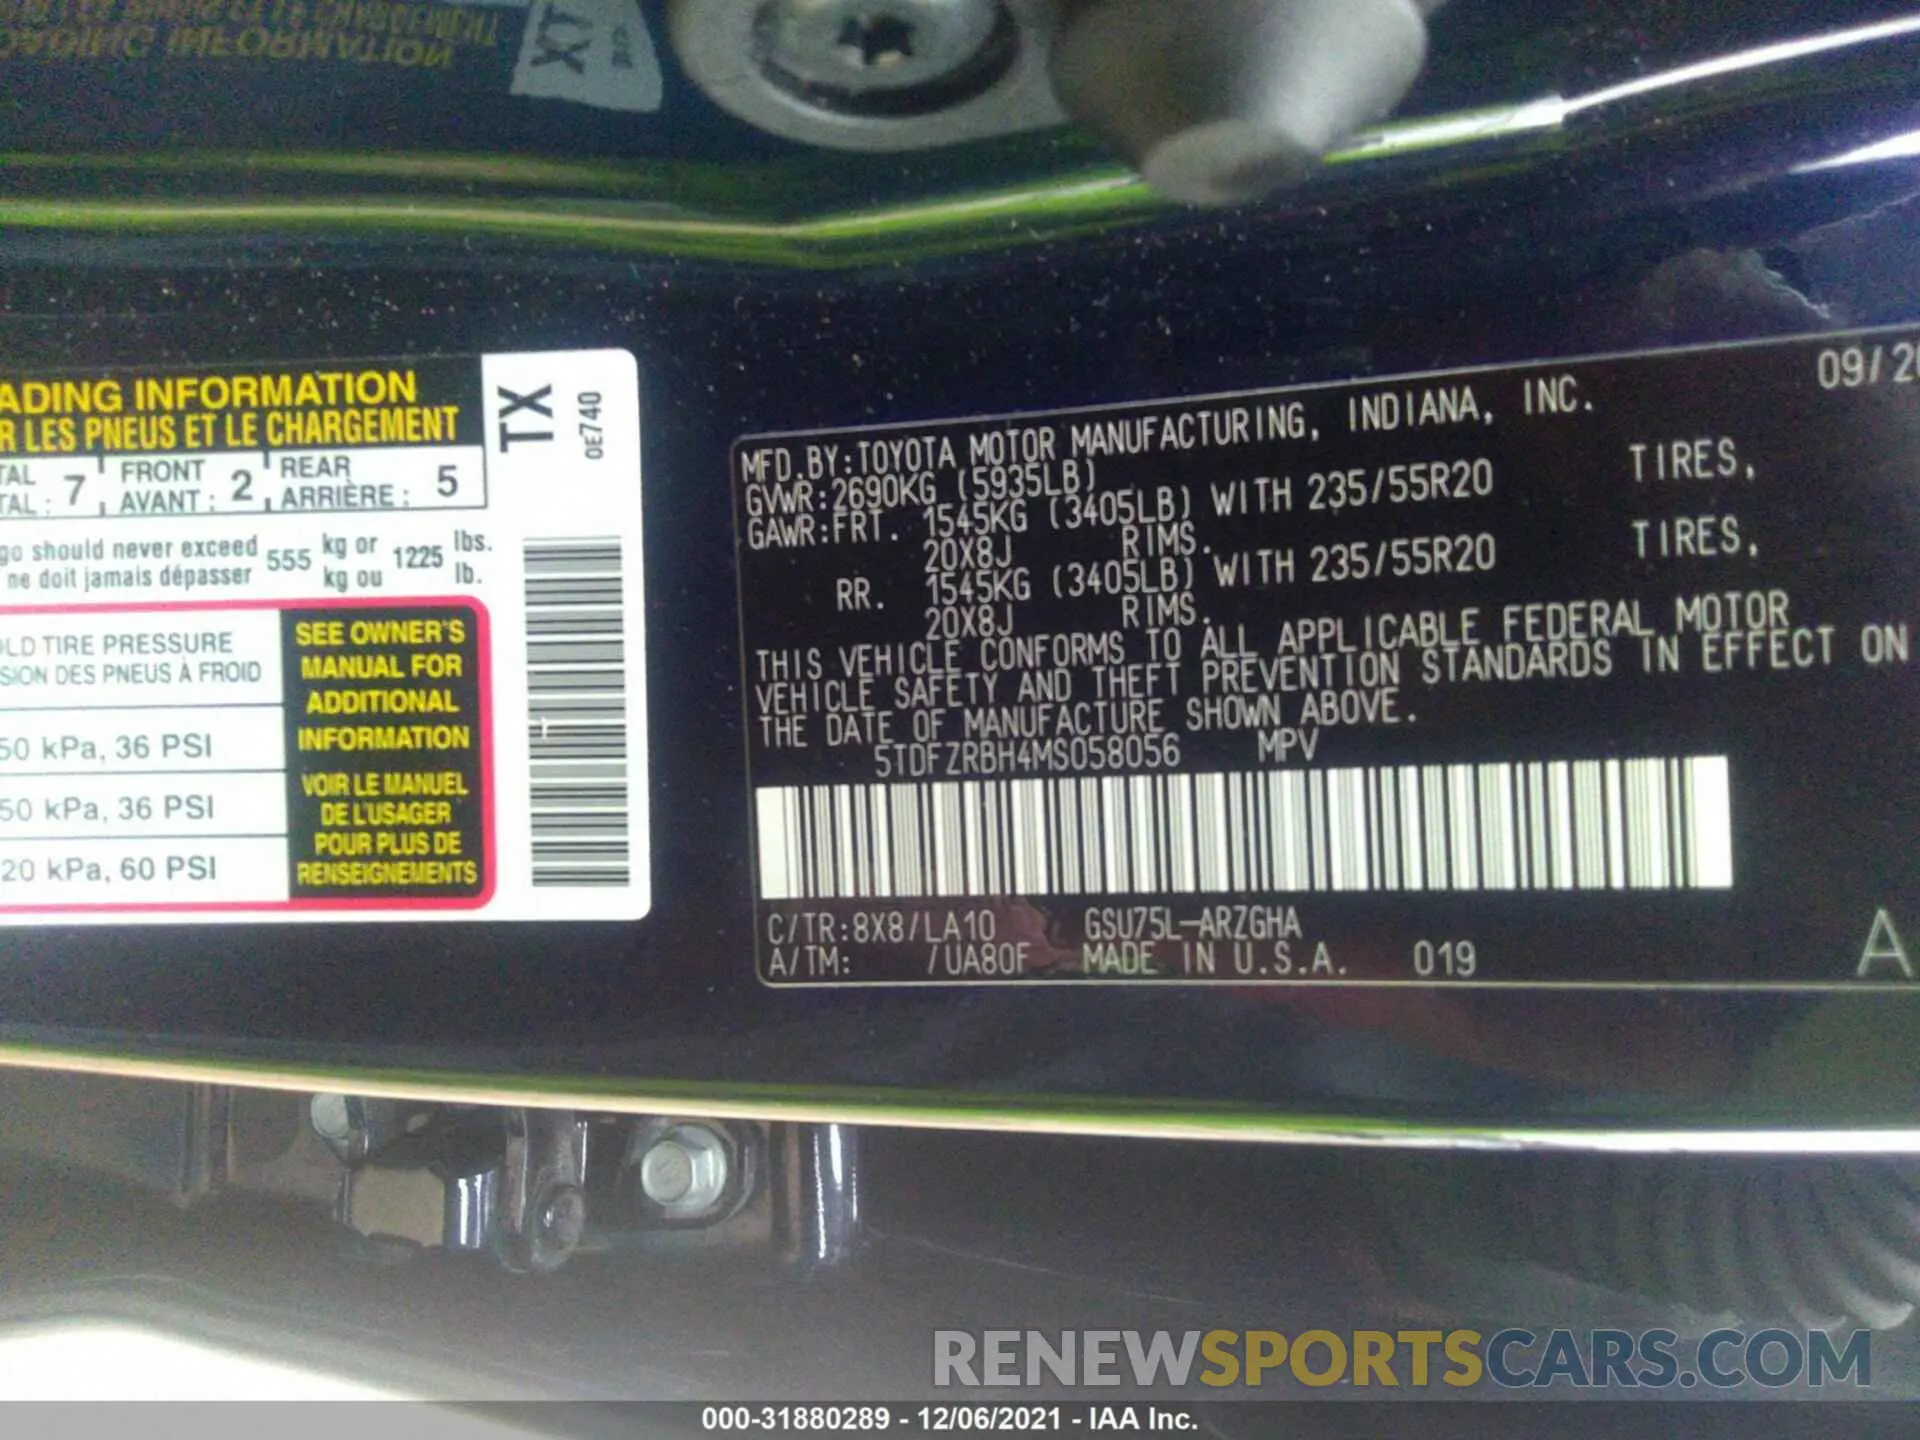 ADING INFORMATION
R LES PNEUS ET LE CHARGEMENT
TX
0E740
TAL 7 FRONT 2 REAR 5
TAL : AVANT : ARRIÈRE :
go should never exceed 555 kg or 1225 lbs.
ne doit jamais dépasser kg ou lb.
LD TIRE PRESSURE
SION DES PNEUS À FROID
50 kPa, 36 PSI
50 kPa, 36 PSI
20 kPa, 60 PSI
SEE OWNER'S
MANUAL FOR
ADDITIONAL
INFORMATION
VOIR LE MANUEL
DE L'USAGER
POUR PLUS DE
RENSEIGNEMENTS
09/20
MFD.BY:TOYOTA MOTOR MANUFACTURING, INDIANA, INC.
GVWR:2690KG (5935LB)
GAWR:FRT. 1545KG (3405LB) WITH 235/55R20 TIRES,
20X8J RIMS.
RR. 1545KG (3405LB) WITH 235/55R20 TIRES,
20X8J RIMS.
THIS VEHICLE CONFORMS TO ALL APPLICABLE FEDERAL MOTOR
VEHICLE SAFETY AND THEFT PREVENTION STANDARDS IN EFFECT ON
THE DATE OF MANUFACTURE SHOWN ABOVE.
5TDFZRBH4MS058056 MPV
C/TR:8X8/LA10 GSU75L-ARZGHA
A/TM: /UA80F MADE IN U.S.A. 019
A
RENEWSPORTSCARS.COM
000-31880289 - 12/06/2021 - IAA Inc.